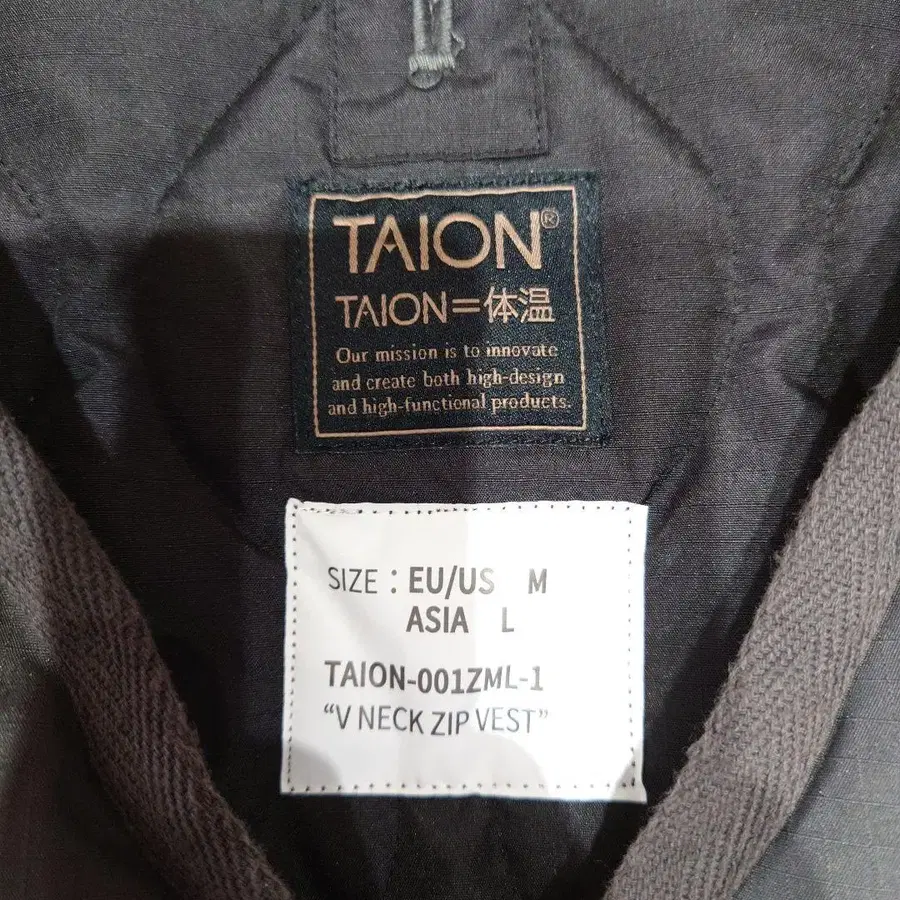 TAION®
TAION=体温
Our mission is to innovate
and create both high-design
and high-functional products.
SIZE : EU/US M
ASIA L
TAION-001ZML-1
“V NECK ZIP VEST”